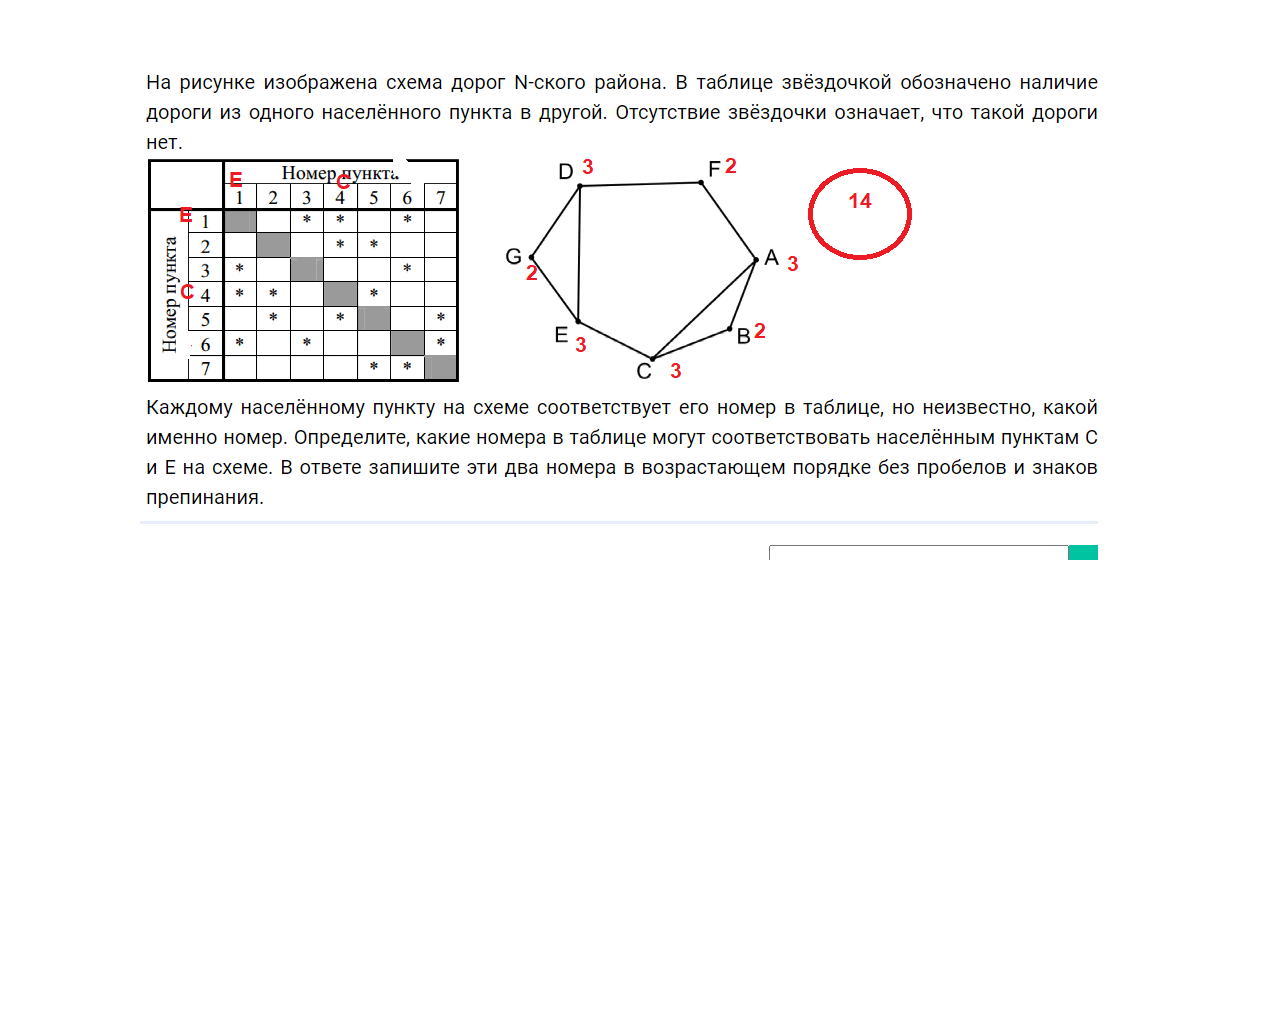 На рисунке изображена схема дорог N-ского района. В таблице звёздочкой обозначено наличие
дороги из одного населённого пункта в другой. Отсутствие звёздочки означает, что такой дороги
нет.
Номер пункта
E C
1 2 3 4 5 6 7
Номер пункта
E 1 * * *
2 * *
3 * *
C 4 * * *
5 * * *
6 * * *
7 * *
D 3
F 2
G 2
A 3
E 3
B 2
C 3
14
Каждому населённому пункту на схеме соответствует его номер в таблице, но неизвестно, какой
именно номер. Определите, какие номера в таблице могут соответствовать населённым пунктам С
и Е на схеме. В ответе запишите эти два номера в возрастающем порядке без пробелов и знаков
препинания.